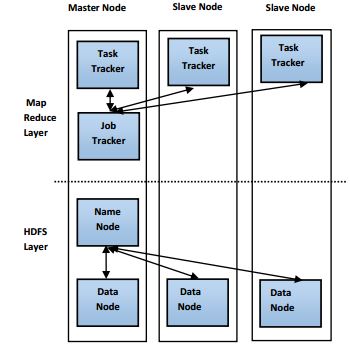 Master Node
Slave Node
Slave Node
Task
Tracker
Task
Tracker
Task
Tracker
Map
Reduce
Layer
Job
Tracker
Name
Node
HDFS
Layer
Data
Node
Data
Node
Data
Node